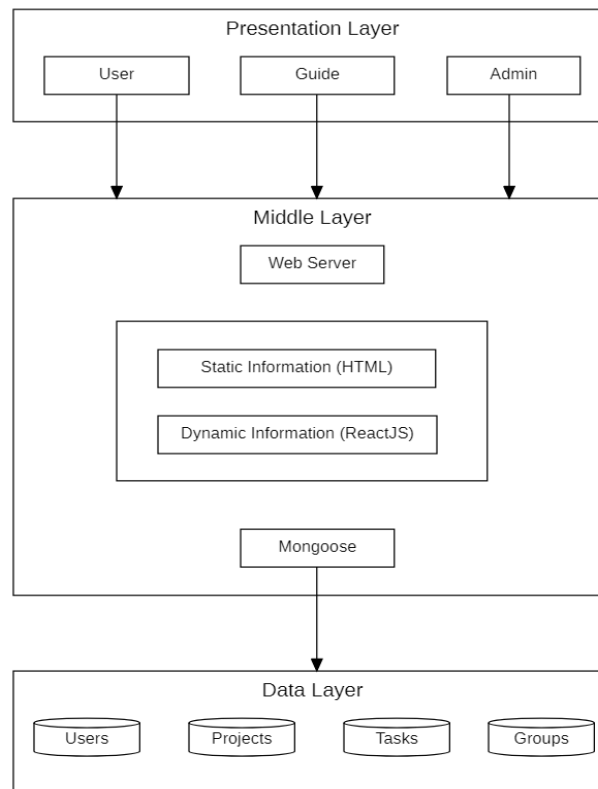 Presentation Layer
User
Guide
Admin
Middle Layer
Web Server
Static Information (HTML)
Dynamic Information (ReactJS)
Mongoose
Data Layer
Users
Projects
Tasks
Groups